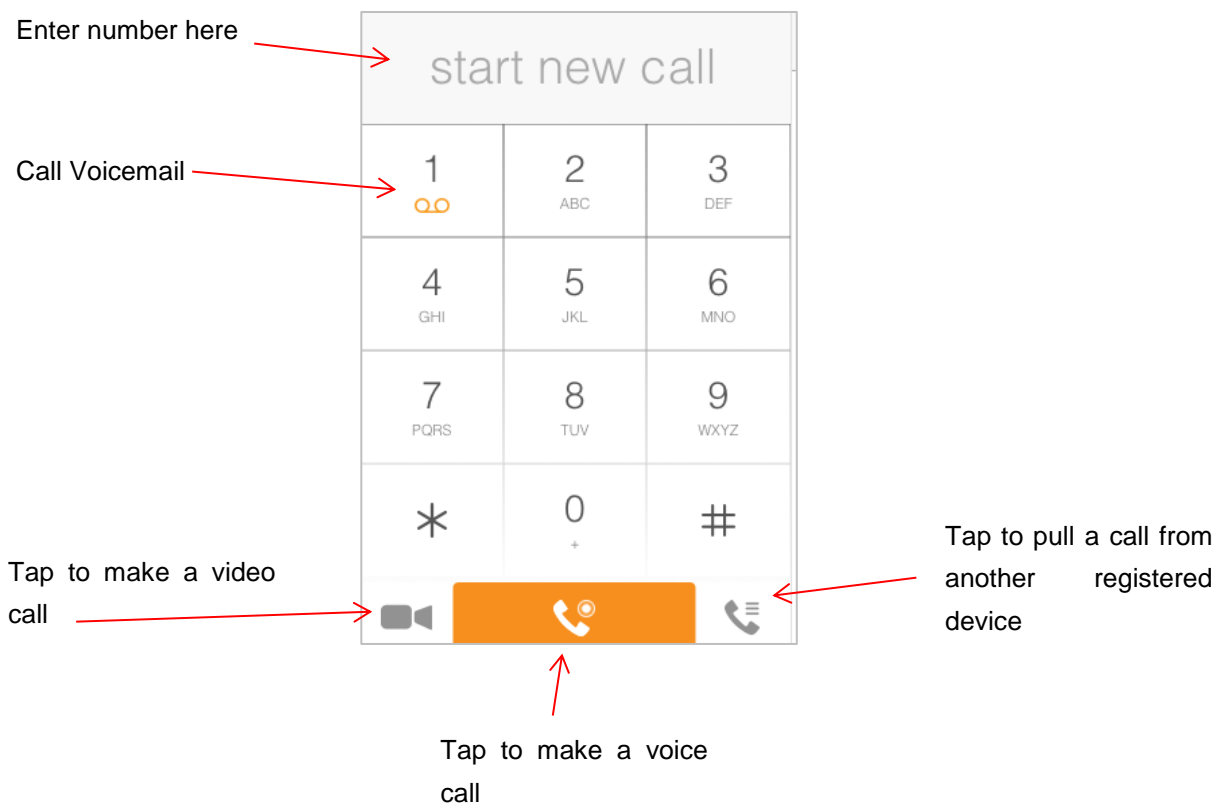 Enter number here
start new call
Call Voicemail
1 2 3
ABC DEF
4 5 6
GHI JKL MNO
7 8 9
PQRS TUV WXYZ
* 0 #
+
Tap to make a video
call
Tap to pull a call from
another registered
device
Tap to make a voice
call